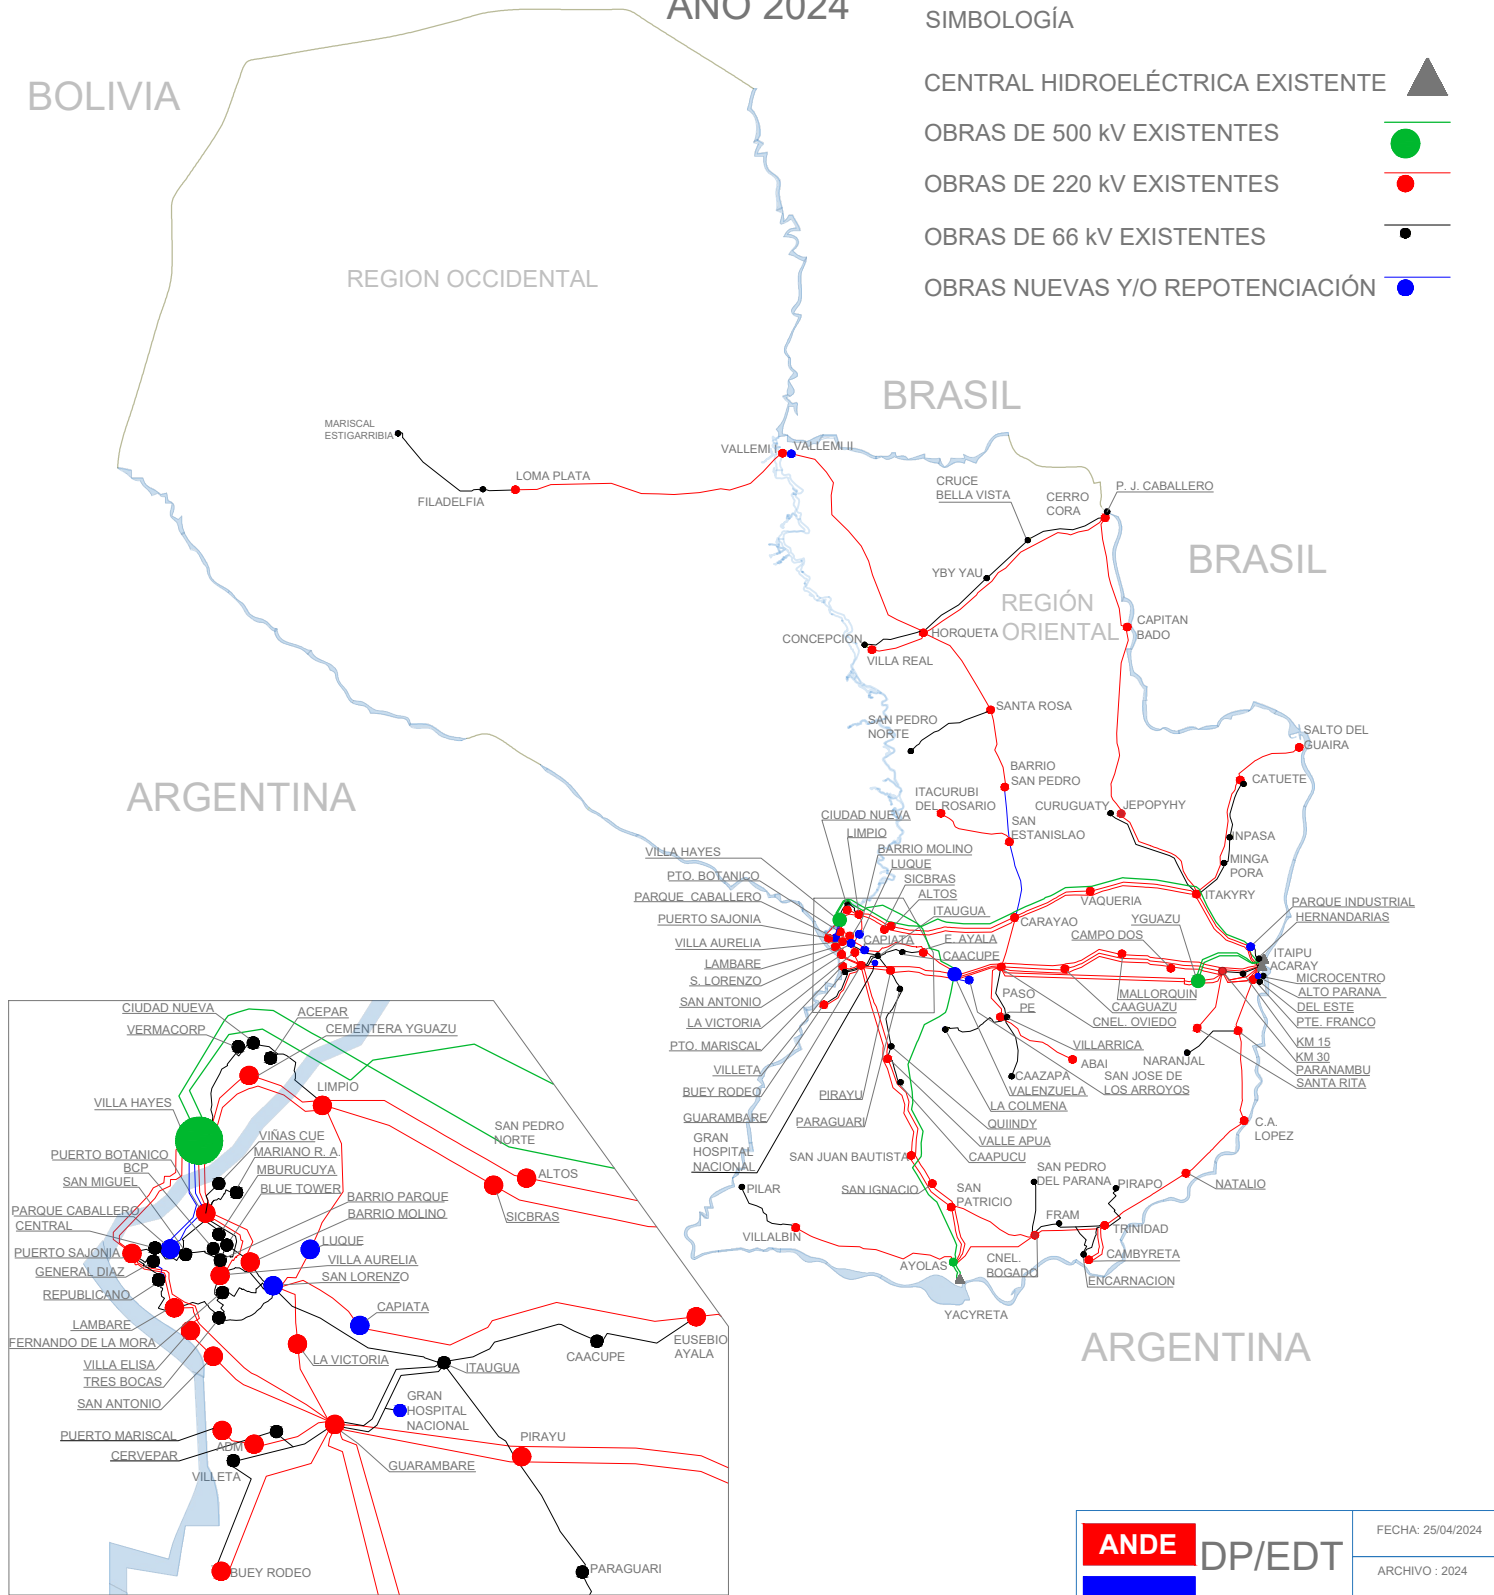 AÑO 2024
SIMBOLOGÍA
CENTRAL HIDROELÉCTRICA EXISTENTE
OBRAS DE 500 kV EXISTENTES
OBRAS DE 220 kV EXISTENTES
OBRAS DE 66 kV EXISTENTES
OBRAS NUEVAS Y/O REPOTENCIACIÓN
BOLIVIA
REGION OCCIDENTAL
BRASIL
MARISCAL
ESTIGARRIBIA
FILADELFIA
LOMA PLATA
VALLEMI I
VALLEMI II
CRUCE
BELLA VISTA
CERRO
CORA
P. J. CABALLERO
BRASIL
YBY YAU
REGIÓN
ORIENTAL
CAPITAN
BADO
CONCEPCION
HORQUETA
VILLA REAL
SANTA ROSA
SAN PEDRO
NORTE
SALTO DEL
GUAIRA
ARGENTINA
BARRIO
SAN PEDRO
CATUETE
ITACURUBI
DEL ROSARIO
CURUGUATY
JEPOPYHY
CIUDAD NUEVA
SAN
ESTANISLAO
LIMPIO
INPASA
VILLA HAYES
BARRIO MOLINO
LUQUE
MINGA
PORA
PTO. BOTANICO
SICBRAS
PARQUE CABALLERO
ALTOS
VAQUERIA
ITAKYRY
PARQUE INDUSTRIAL
PUERTO SAJONIA
ITAUGUA
CARAYAO
YGUAZU
HERNANDARIAS
VILLA AURELIA
CAPIATA
E. AYALA
CAMPO DOS
LAMBARE
CAACUPE
ITAIPU
ACARAY
S. LORENZO
MICROCENTRO
SAN ANTONIO
PASO
PE
MALLORQUIN
ALTO PARANA
CAAGUAZU
DEL ESTE
LA VICTORIA
CNEL. OVIEDO
PTE. FRANCO
PTO. MARISCAL
VILLARRICA
KM 15
KM 30
VILLETA
ABAI
NARANJAL
PARANAMBU
BUEY RODEO
PIRAYU
CAAZAPA
SAN JOSE DE
LOS ARROYOS
SANTA RITA
VALENZUELA
LA COLMENA
GUARAMBARE
PARAGUARI
QUIINDY
C.A.
LOPEZ
GRAN
HOSPITAL
NACIONAL
VALLE APUA
SAN JUAN BAUTISTA
CAAPUCU
SAN PEDRO
DEL PARANA
PIRAPO
NATALIO
PILAR
SAN IGNACIO
SAN
PATRICIO
FRAM
TRINIDAD
VILLALBIN
CNEL.
BOGADO
CAMBYRETA
AYOLAS
ENCARNACION
YACYRETA
ARGENTINA
CIUDAD NUEVA
ACEPAR
VERMACORP
CEMENTERA YGUAZU
LIMPIO
VILLA HAYES
SAN PEDRO
NORTE
VIÑAS CUE
PUERTO BOTANICO
MARIANO R. A.
BCP
MBURUCUYA
ALTOS
SAN MIGUEL
BLUE TOWER
BARRIO PARQUE
PARQUE CABALLERO
BARRIO MOLINO
SICBRAS
CENTRAL
LUQUE
PUERTO SAJONIA
VILLA AURELIA
GENERAL DIAZ
SAN LORENZO
REPUBLICANO
CAPIATA
LAMBARE
FERNANDO DE LA MORA
EUSEBIO
AYALA
VILLA ELISA
LA VICTORIA
ITAUGUA
CAACUPE
TRES BOCAS
SAN ANTONIO
GRAN
HOSPITAL
NACIONAL
PUERTO MARISCAL
ADM
PIRAYU
CERVEPAR
GUARAMBARE
VILLETA
BUEY RODEO
PARAGUARI
ANDE
DP/EDT
FECHA: 25/04/2024
ARCHIVO : 2024